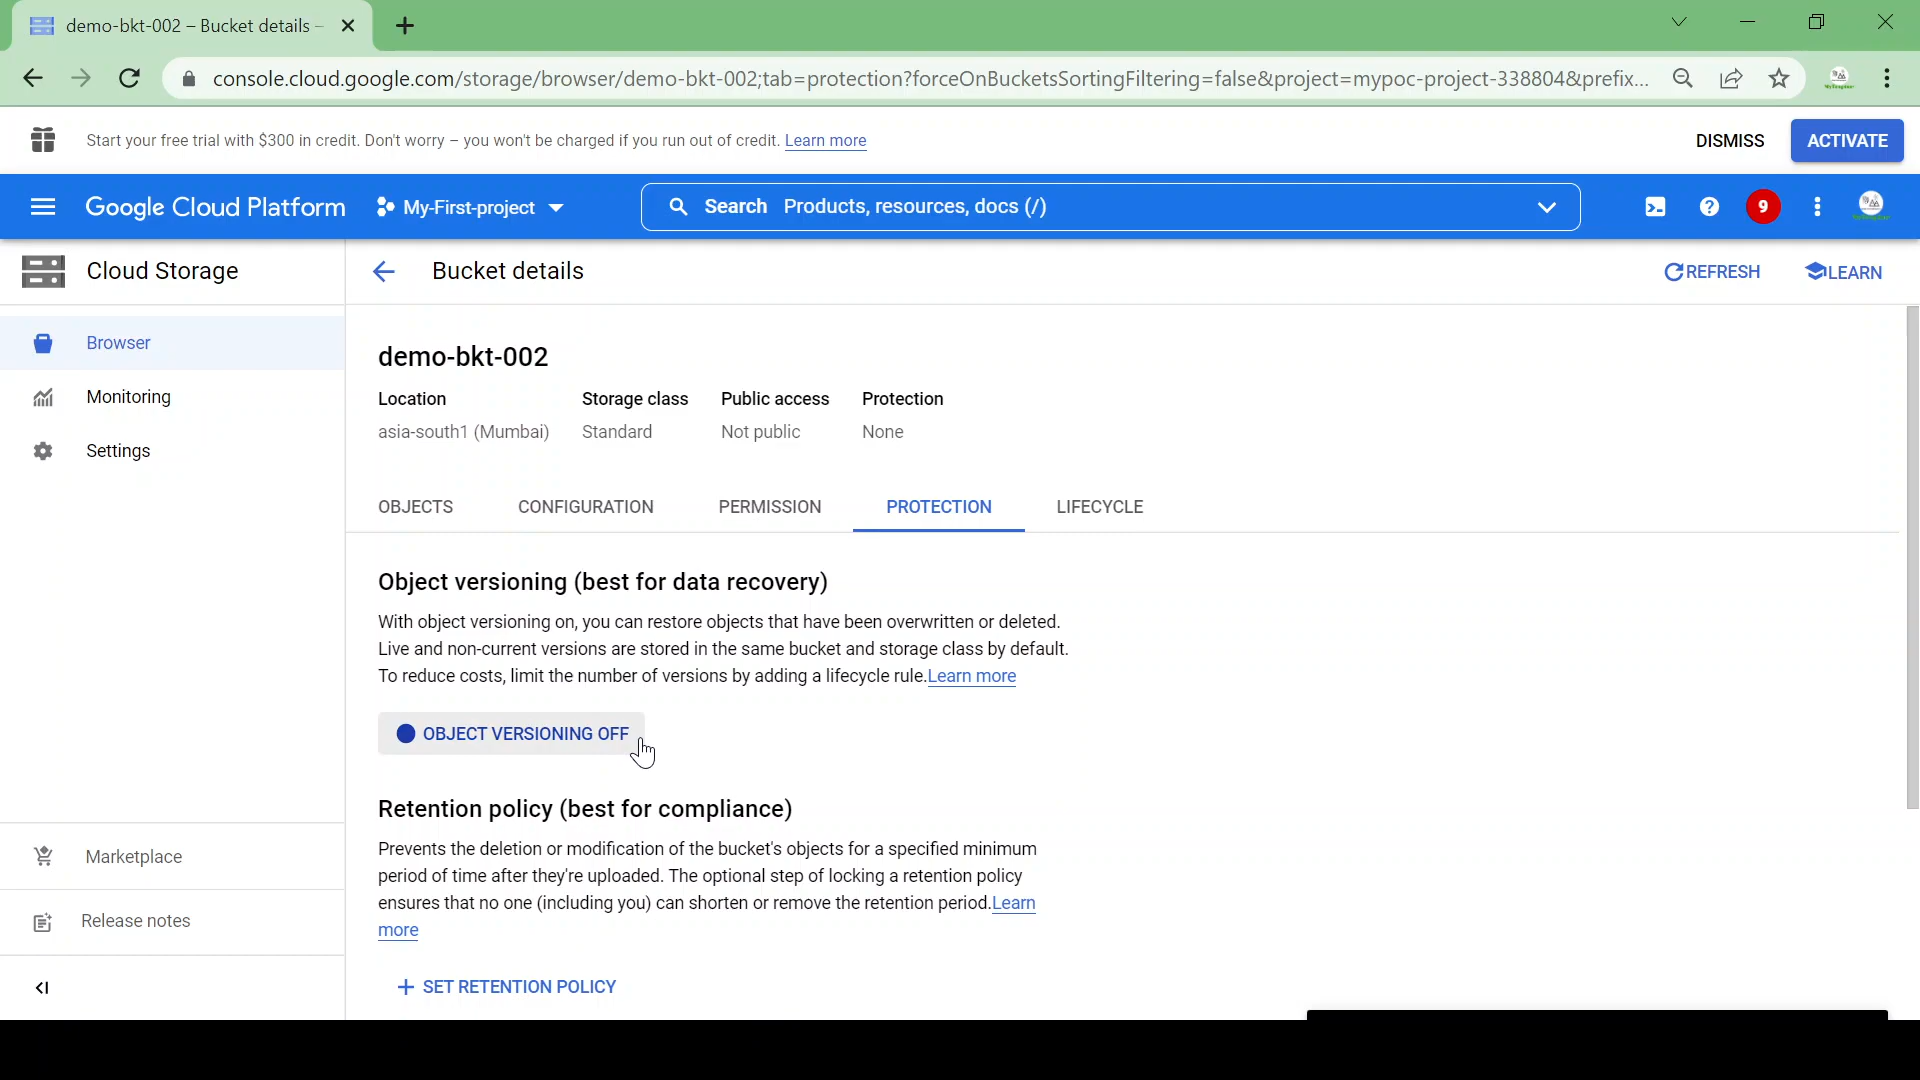 demo-bkt-002 – Bucket details –
console.cloud.google.com/storage/browser/demo-bkt-002;tab=protection?forceOnBucketsSortingFiltering=false&project=mypoc-project-338804&prefix...
Start your free trial with $300 in credit. Don't worry – you won't be charged if you run out of credit. Learn more
DISMISS
ACTIVATE
Google Cloud Platform
My-First-project
Search Products, resources, docs (/)
9
Cloud Storage
Bucket details
REFRESH
LEARN
Browser
Monitoring
Settings
demo-bkt-002
Location Storage class Public access Protection
asia-south1 (Mumbai) Standard Not public None
OBJECTS CONFIGURATION PERMISSION PROTECTION LIFECYCLE
Object versioning (best for data recovery)
With object versioning on, you can restore objects that have been overwritten or deleted.
Live and non-current versions are stored in the same bucket and storage class by default.
To reduce costs, limit the number of versions by adding a lifecycle rule.Learn more
OBJECT VERSIONING OFF
Retention policy (best for compliance)
Prevents the deletion or modification of the bucket's objects for a specified minimum
period of time after they're uploaded. The optional step of locking a retention policy
ensures that no one (including you) can shorten or remove the retention period.Learn
more
SET RETENTION POLICY
Marketplace
Release notes